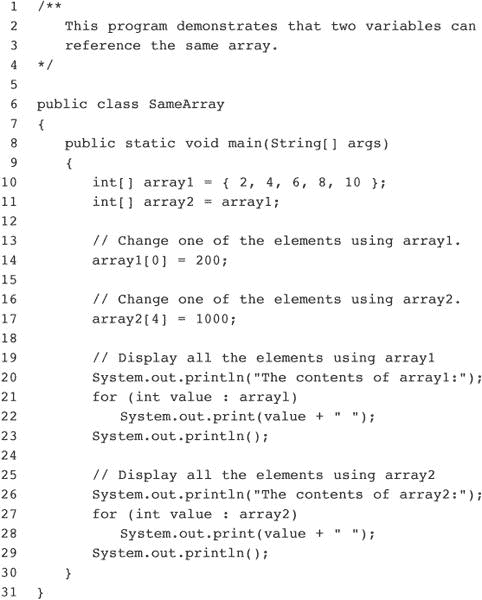 1 /**
2    This program demonstrates that two variables can
3    reference the same array.
4 */
5
6 public class SameArray
7 {
8    public static void main(String[] args)
9    {
10       int[] array1 = { 2, 4, 6, 8, 10 };
11       int[] array2 = array1;
12
13       // Change one of the elements using array1.
14       array1[0] = 200;
15
16       // Change one of the elements using array2.
17       array2[4] = 1000;
18
19       // Display all the elements using array1
20       System.out.println("The contents of array1:");
21       for (int value : array1)
22          System.out.print(value + " ");
23       System.out.println();
24
25       // Display all the elements using array2
26       System.out.println("The contents of array2:");
27       for (int value : array2)
28          System.out.print(value + " ");
29       System.out.println();
30    }
31 }